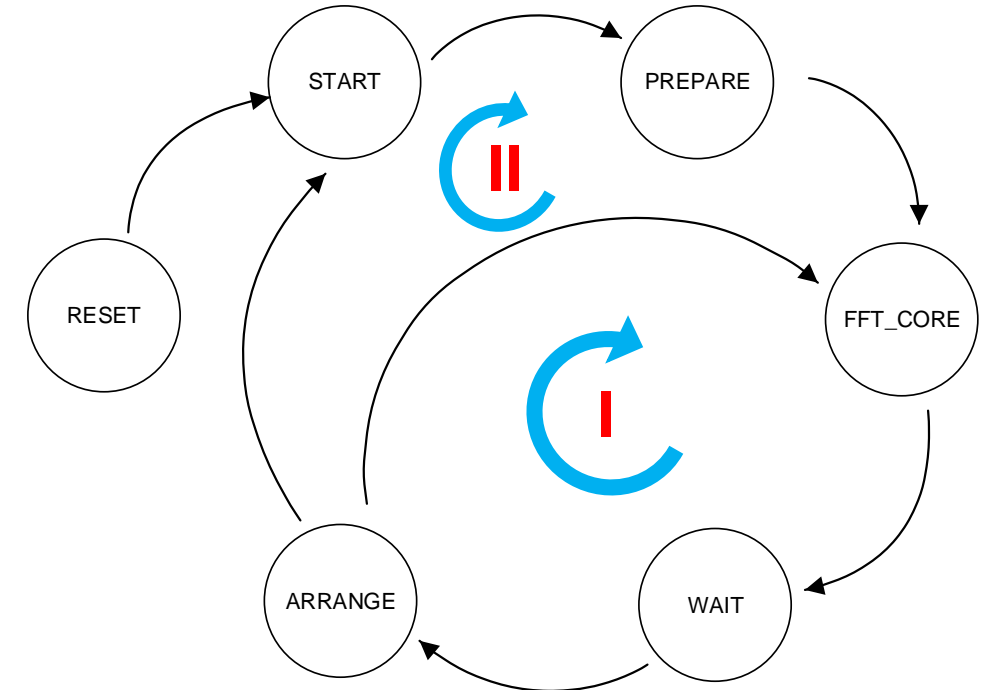 START
PREPARE
II
RESET
FFT_CORE
I
ARRANGE
WAIT